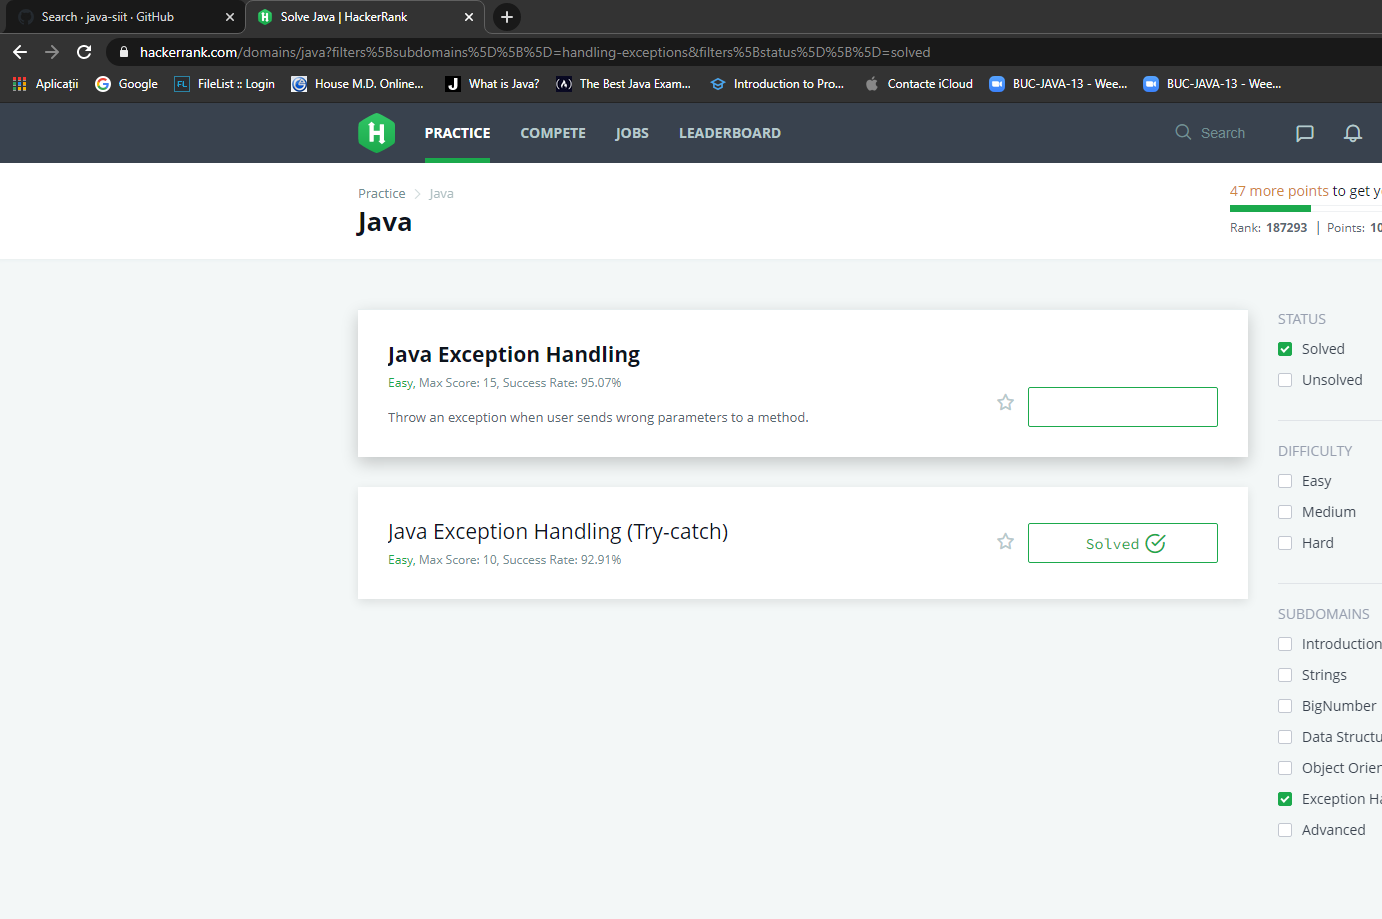 Search · java-siit · GitHub
Solve Java | HackerRank
hackerrank.com/domains/java?filters%5Bsubdomains%5D%5B%5D=handling-exceptions&filters%5Bstatus%5D%5B%5D=solved
Aplicații Google FL FileList :: Login House M.D. Online... J What is Java? (A) The Best Java Exam... Introduction to Pro... Contacte iCloud BUC-JAVA-13 - Wee... BUC-JAVA-13 - Wee...
H PRACTICE COMPETE JOBS LEADERBOARD Search
Practice > Java
Java
47 more points to get y
Rank: 187293 | Points: 10
Java Exception Handling
Easy, Max Score: 15, Success Rate: 95.07%
Throw an exception when user sends wrong parameters to a method.
Java Exception Handling (Try-catch)
Easy, Max Score: 10, Success Rate: 92.91%
Solved
STATUS
Solved
Unsolved
DIFFICULTY
Easy
Medium
Hard
SUBDOMAINS
Introduction
Strings
BigNumber
Data Structu
Object Orien
Exception Ha
Advanced